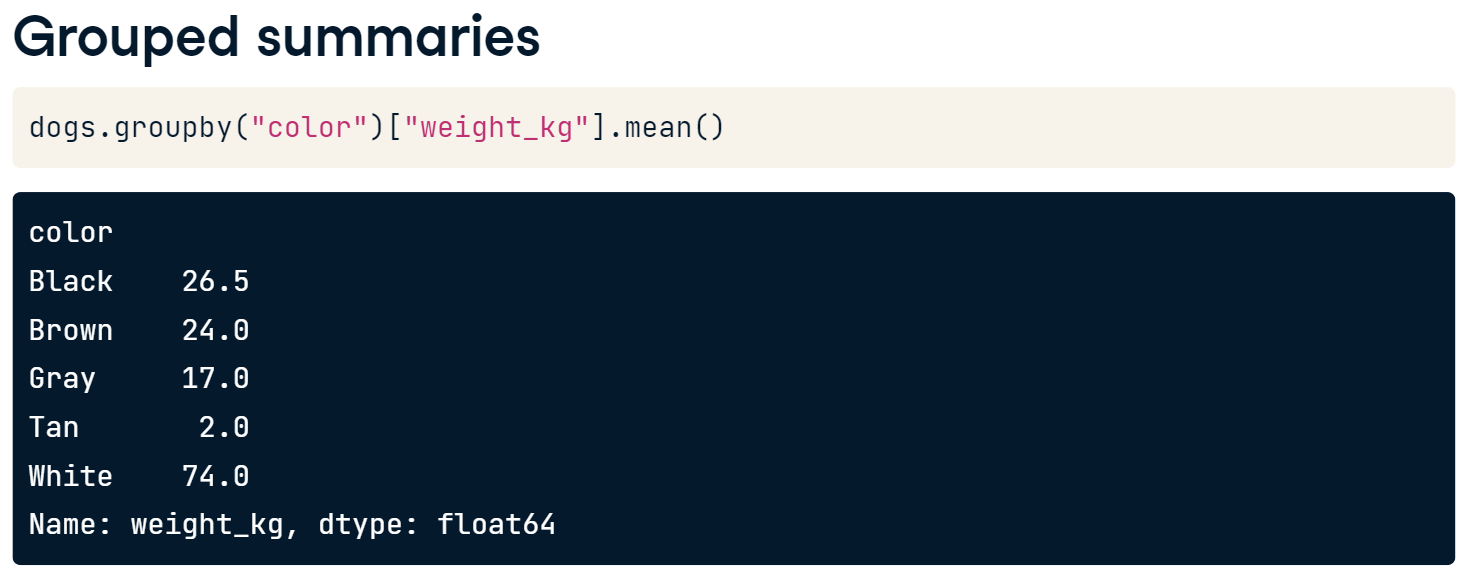 Grouped summaries
dogs.groupby("color")["weight_kg"].mean()
color
Black    26.5
Brown    24.0
Gray     17.0
Tan       2.0
White    74.0
Name: weight_kg, dtype: float64